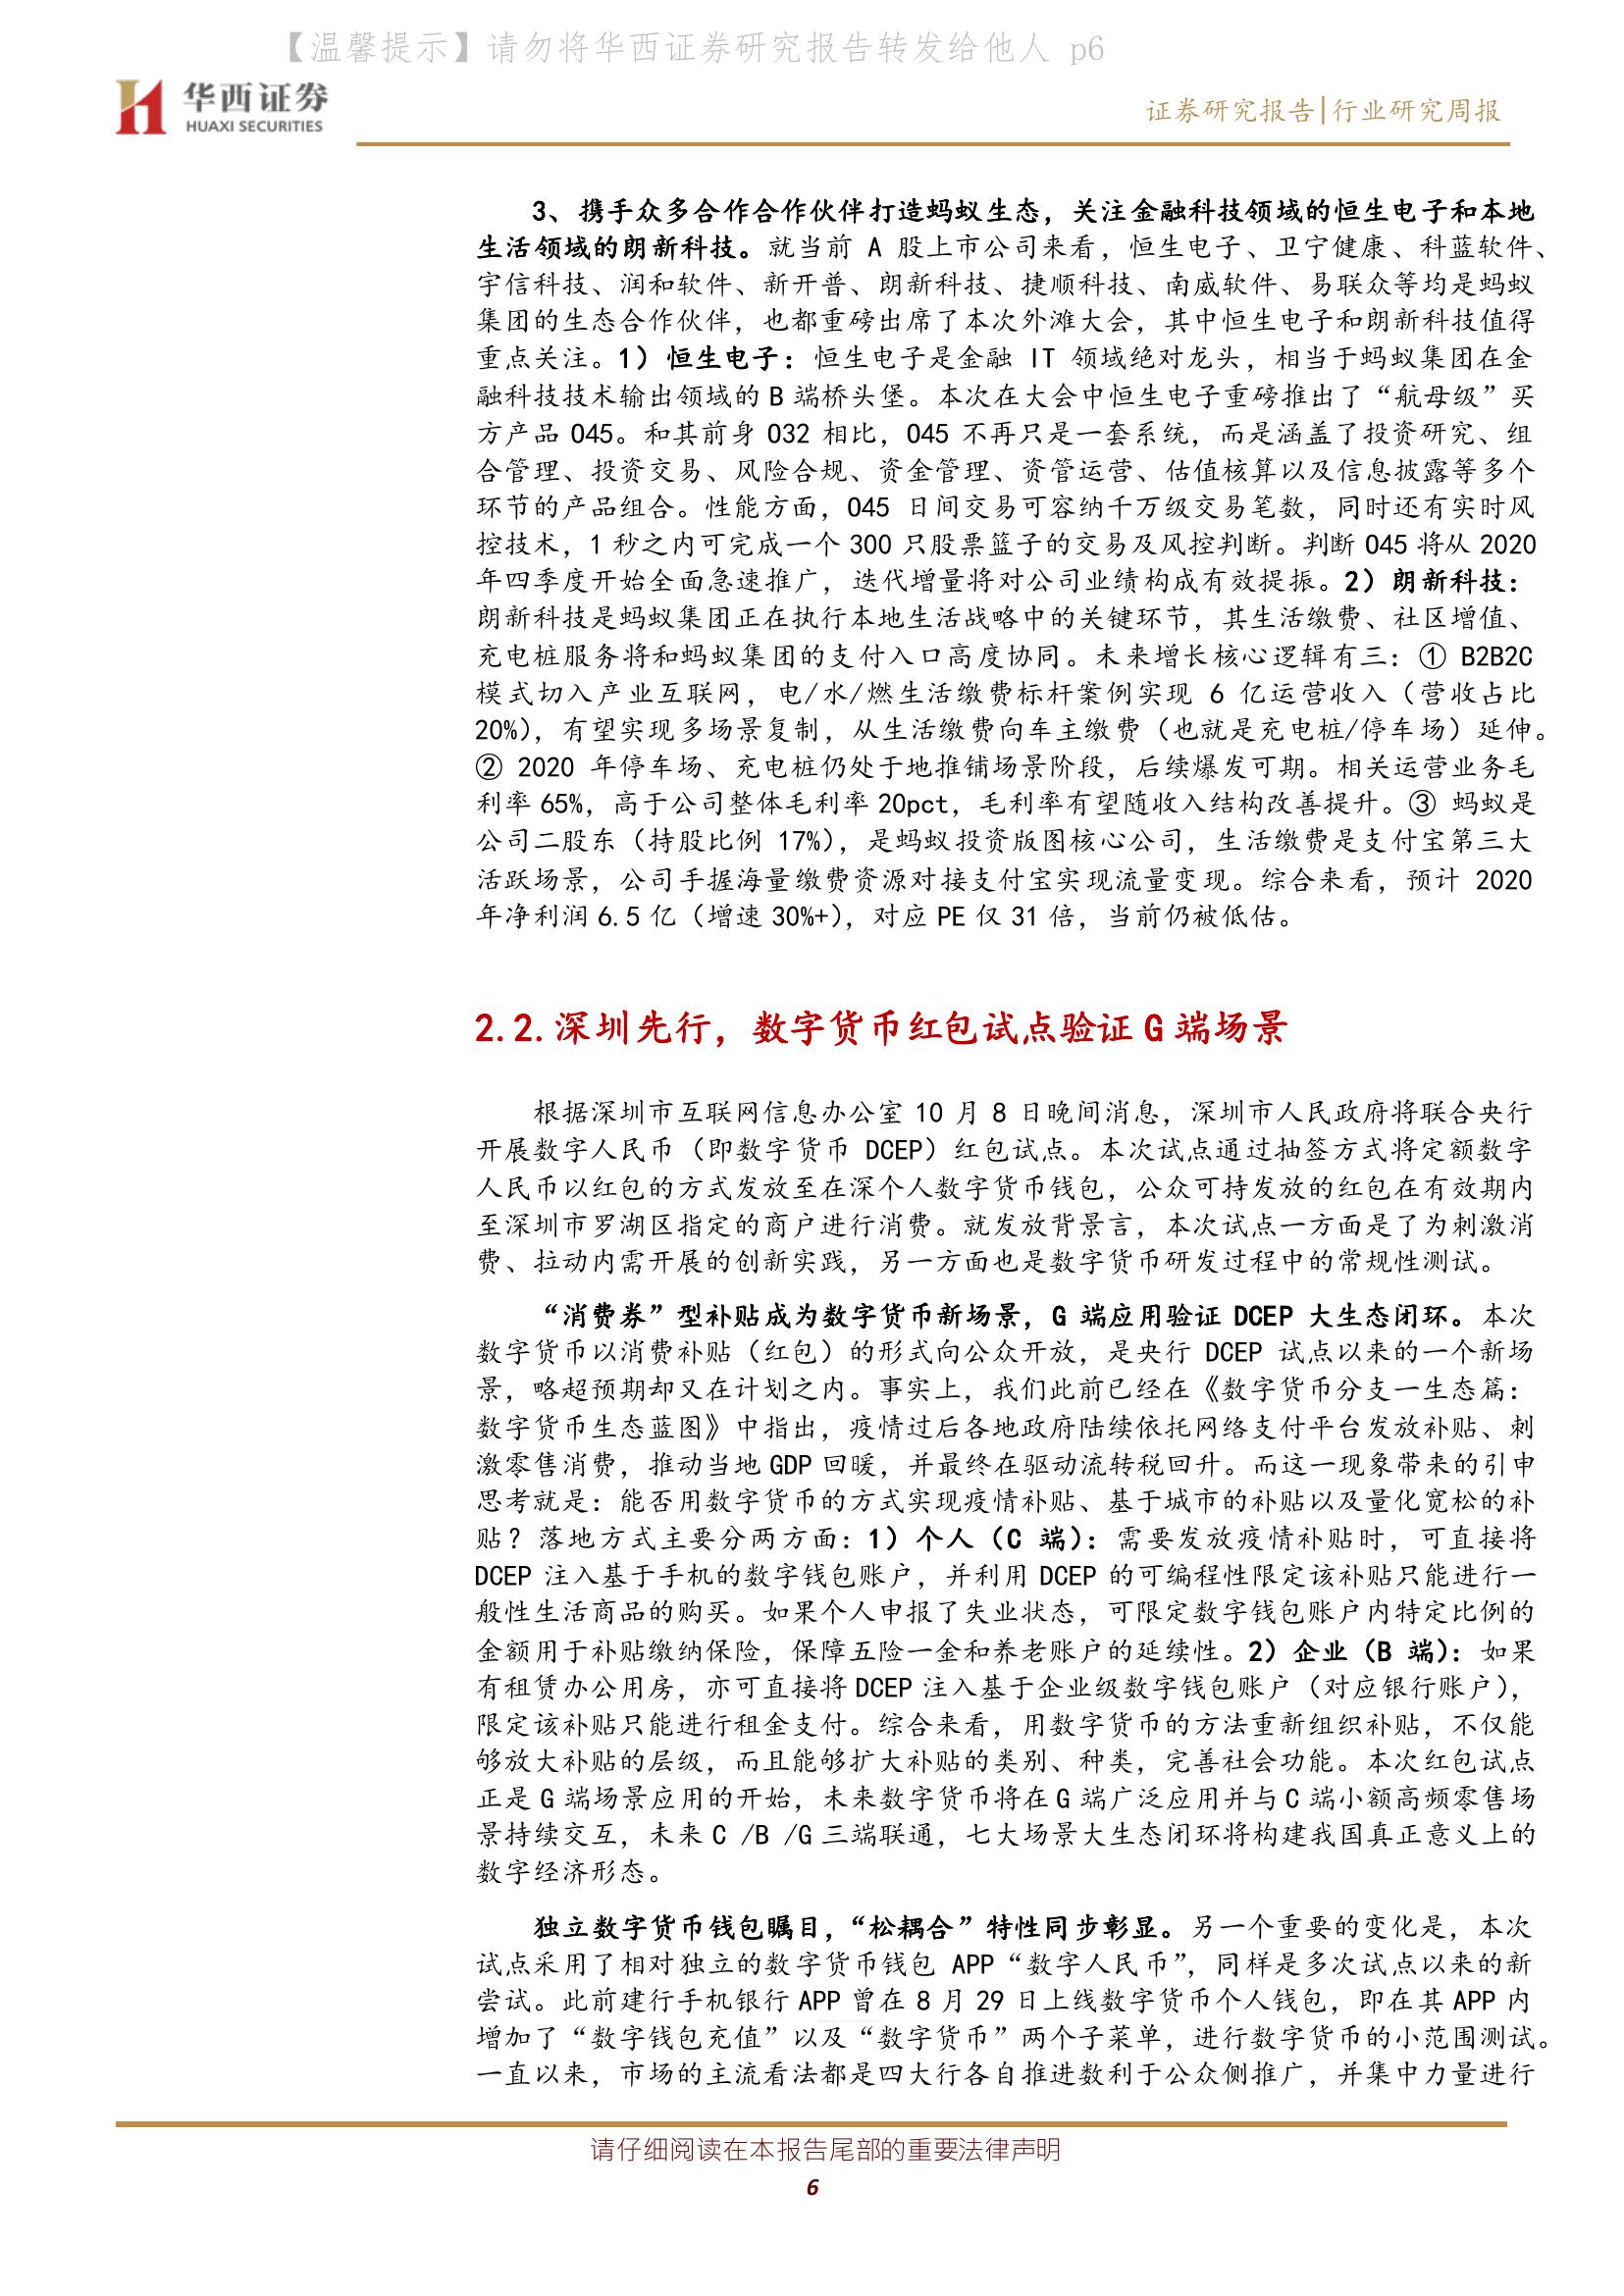 【温馨提示】请勿将华西证券研究报告转发给他人 p6
华西证券
HUAXI SECURITIES
证券研究报告|行业研究周报
3、携手众多合作合作伙伴打造蚂蚁生态，关注金融科技领域的恒生电子和本地
生活领域的朗新科技。就当前 A 股上市公司来看，恒生电子、卫宁健康、科蓝软件、
宇信科技、润和软件、新开普、朗新科技、捷顺科技、南威软件、易联众等均是蚂蚁
集团的生态合作伙伴，也都重磅出席了本次外滩大会，其中恒生电子和朗新科技值得
重点关注。1）恒生电子：恒生电子是金融 IT 领域绝对龙头，相当于蚂蚁集团在金
融科技技术输出领域的 B 端桥头堡。本次在大会中恒生电子重磅推出了“航母级”买
方产品 O45。和其前身 O32 相比，O45 不再只是一套系统，而是涵盖了投资研究、组
合管理、投资交易、风险合规、资金管理、资管运营、估值核算以及信息披露等多个
环节的产品组合。性能方面，O45 日间交易可容纳千万级交易笔数，同时还有实时风
控技术，1 秒之内可完成一个 300 只股票篮子的交易及风控判断。判断 O45 将从 2020
年四季度开始全面急速推广，迭代增量将对公司业绩构成有效提振。2）朗新科技：
朗新科技是蚂蚁集团正在执行本地生活战略中的关键环节，其生活缴费、社区增值、
充电桩服务将和蚂蚁集团的支付入口高度协同。未来增长核心逻辑有三：① B2B2C
模式切入产业互联网，电/水/燃生活缴费标杆案例实现 6 亿运营收入（营收占比
20%），有望实现多场景复制，从生活缴费向车主缴费（也就是充电桩/停车场）延伸。
② 2020 年停车场、充电桩仍处于地推铺场景阶段，后续爆发可期。相关运营业务毛
利率 65%，高于公司整体毛利率 20pct，毛利率有望随收入结构改善提升。③ 蚂蚁是
公司二股东（持股比例 17%），是蚂蚁投资版图核心公司，生活缴费是支付宝第三大
活跃场景，公司手握海量缴费资源对接支付宝实现流量变现。综合来看，预计 2020
年净利润 6.5 亿（增速 30%+），对应 PE 仅 31 倍，当前仍被低估。
2.2.深圳先行，数字货币红包试点验证 G 端场景
根据深圳市互联网信息办公室 10 月 8 日晚间消息，深圳市人民政府将联合央行
开展数字人民币（即数字货币 DCEP）红包试点。本次试点通过抽签方式将定额数字
人民币以红包的方式发放至在深个人数字货币钱包，公众可持发放的红包在有效期内
至深圳市罗湖区指定的商户进行消费。就发放背景言，本次试点一方面是了为刺激消
费、拉动内需开展的创新实践，另一方面也是数字货币研发过程中的常规性测试。
“消费券”型补贴成为数字货币新场景，G 端应用验证 DCEP 大生态闭环。本次
数字货币以消费补贴（红包）的形式向公众开放，是央行 DCEP 试点以来的一个新场
景，略超预期却又在计划之内。事实上，我们此前已经在《数字货币分支一生态篇：
数字货币生态蓝图》中指出，疫情过后各地政府陆续依托网络支付平台发放补贴、刺
激零售消费，推动当地 GDP 回暖，并最终在驱动流转税回升。而这一现象带来的引申
思考就是：能否用数字货币的方式实现疫情补贴、基于城市的补贴以及量化宽松的补
贴？落地方式主要分两方面：1）个人（C 端）：需要发放疫情补贴时，可直接将
DCEP 注入基于手机的数字钱包账户，并利用 DCEP 的可编程性限定该补贴只能进行一
般性生活商品的购买。如果个人申报了失业状态，可限定数字钱包账户内特定比例的
金额用于补贴缴纳保险，保障五险一金和养老账户的延续性。2）企业（B 端）：如果
有租赁办公用房，亦可直接将 DCEP 注入基于企业级数字钱包账户（对应银行账户），
限定该补贴只能进行租金支付。综合来看，用数字货币的方法重新组织补贴，不仅能
够放大补贴的层级，而且能够扩大补贴的类别、种类，完善社会功能。本次红包试点
正是 G 端场景应用的开始，未来数字货币将在 G 端广泛应用并与 C 端小额高频零售场
景持续交互，未来 C /B /G 三端联通，七大场景大生态闭环将构建我国真正意义上的
数字经济形态。
独立数字货币钱包瞩目，“松耦合”特性同步彰显。另一个重要的变化是，本次
试点采用了相对独立的数字货币钱包 APP“数字人民币”，同样是多次试点以来的新
尝试。此前建行手机银行 APP 曾在 8 月 29 日上线数字货币个人钱包，即在其 APP 内
增加了“数字钱包充值”以及“数字货币”两个子菜单，进行数字货币的小范围测试。
一直以来，市场的主流看法都是四大行各自推进数利于公众侧推广，并集中力量进行
请仔细阅读在本报告尾部的重要法律声明
6